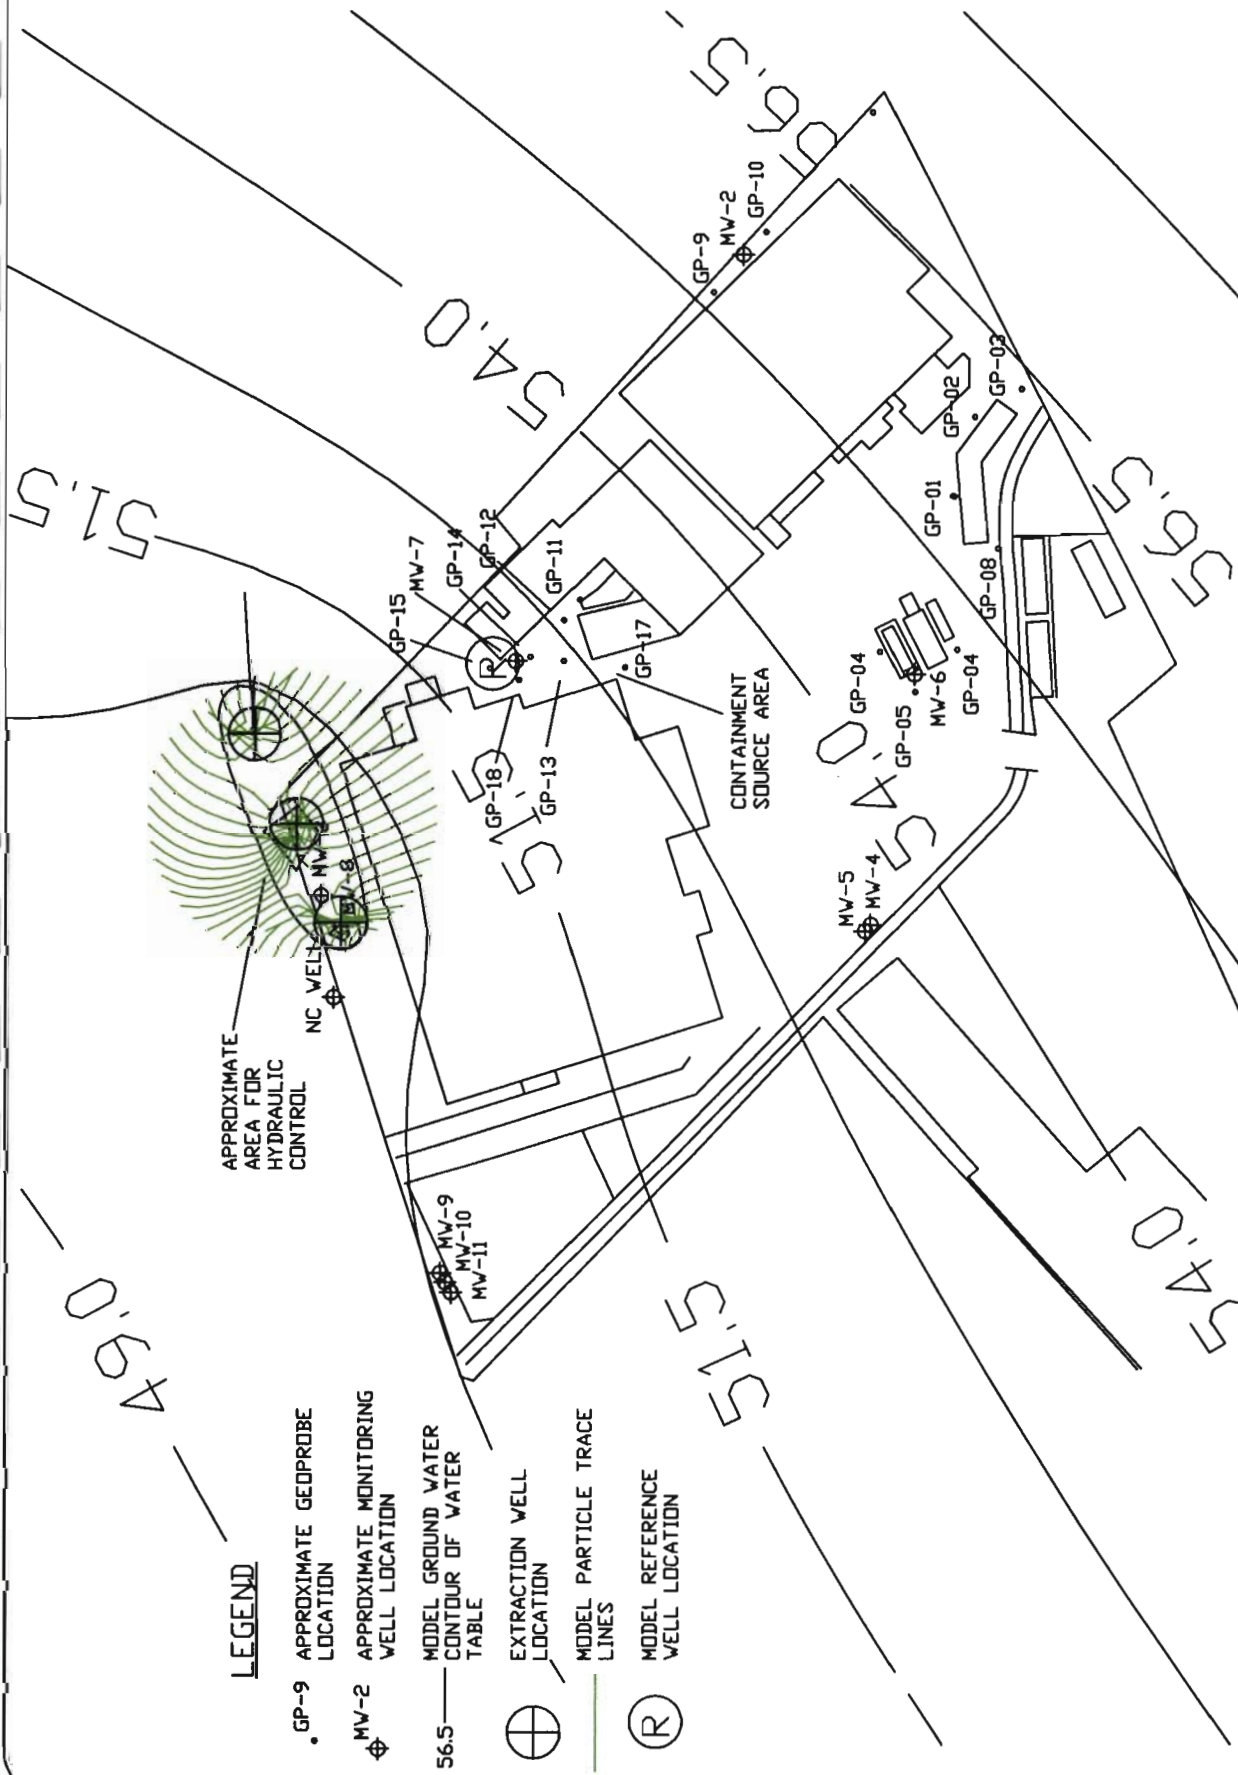 LEGEND
GP-9 APPROXIMATE GEOPROBE
LOCATION
MW-2 APPROXIMATE MONITORING
WELL LOCATION
56.5 MODEL GROUND WATER
CONTOUR OF WATER
TABLE
EXTRACTION WELL
LOCATION
MODEL PARTICLE TRACE
LINES
R MODEL REFERENCE
WELL LOCATION
49.0
APPROXIMATE
AREA FOR
HYDRAULIC
CONTROL
NC WELL
MW-8
MW-9
MW-10
MW-11
51.5
51.5
51.5
GP-15
R
MW-7
GP-14
GP-12
GP-11
GP-17
GP-18
GP-13
CONTAINMENT
SOURCE AREA
54.0
54.0
54.0
GP-9
MW-2
GP-10
56.5
56.5
GP-01
GP-02
GP-03
GP-08
GP-04
GP-05
MW-6
GP-04
MW-5
MW-4